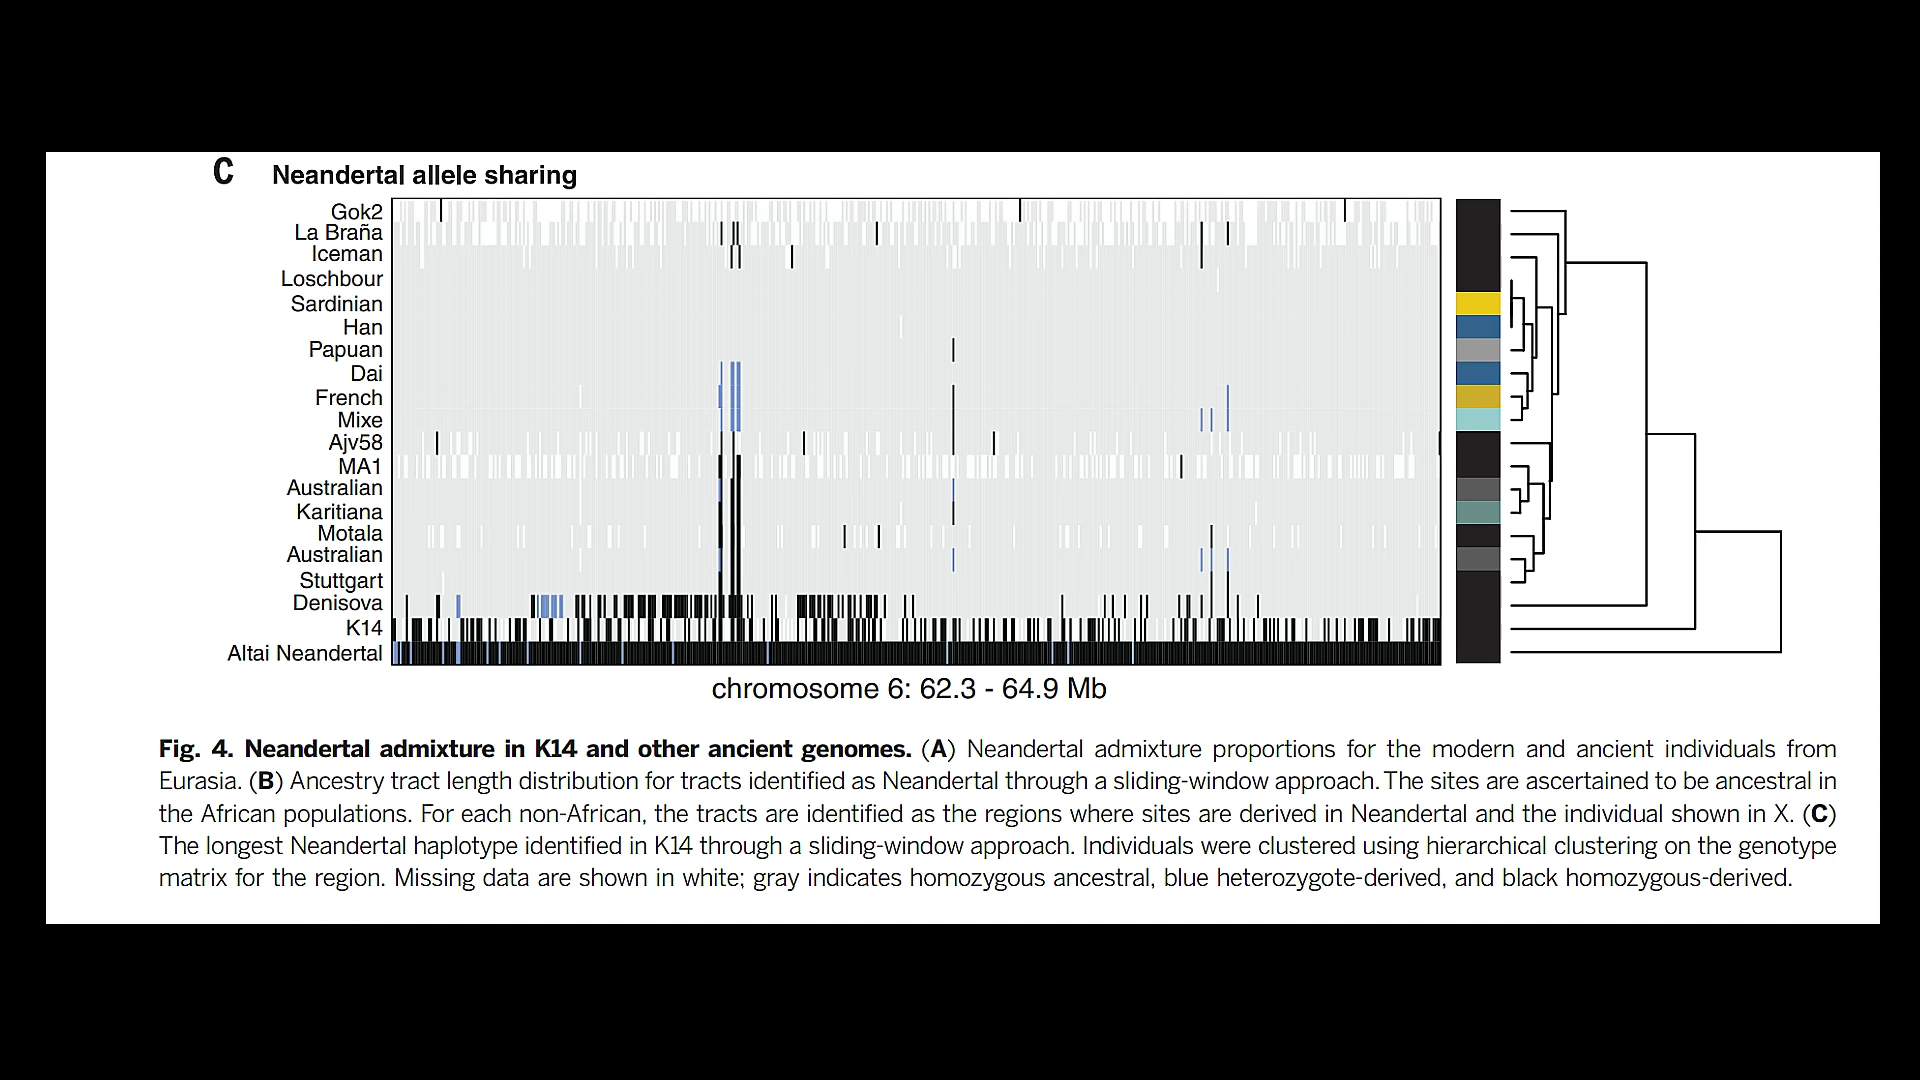 C Neandertal allele sharing
Gok2
La Braña
Iceman
Loschbour
Sardinian
Han
Papuan
Dai
French
Mixe
Ajv58
MA1
Australian
Karitiana
Motala
Australian
Stuttgart
Denisova
K14
Altai Neandertal
chromosome 6: 62.3 - 64.9 Mb
Fig. 4. Neandertal admixture in K14 and other ancient genomes. (A) Neandertal admixture proportions for the modern and ancient individuals from
Eurasia. (B) Ancestry tract length distribution for tracts identified as Neandertal through a sliding-window approach. The sites are ascertained to be ancestral in
the African populations. For each non-African, the tracts are identified as the regions where sites are derived in Neandertal and the individual shown in X. (C)
The longest Neandertal haplotype identified in K14 through a sliding-window approach. Individuals were clustered using hierarchical clustering on the genotype
matrix for the region. Missing data are shown in white; gray indicates homozygous ancestral, blue heterozygote-derived, and black homozygous-derived.